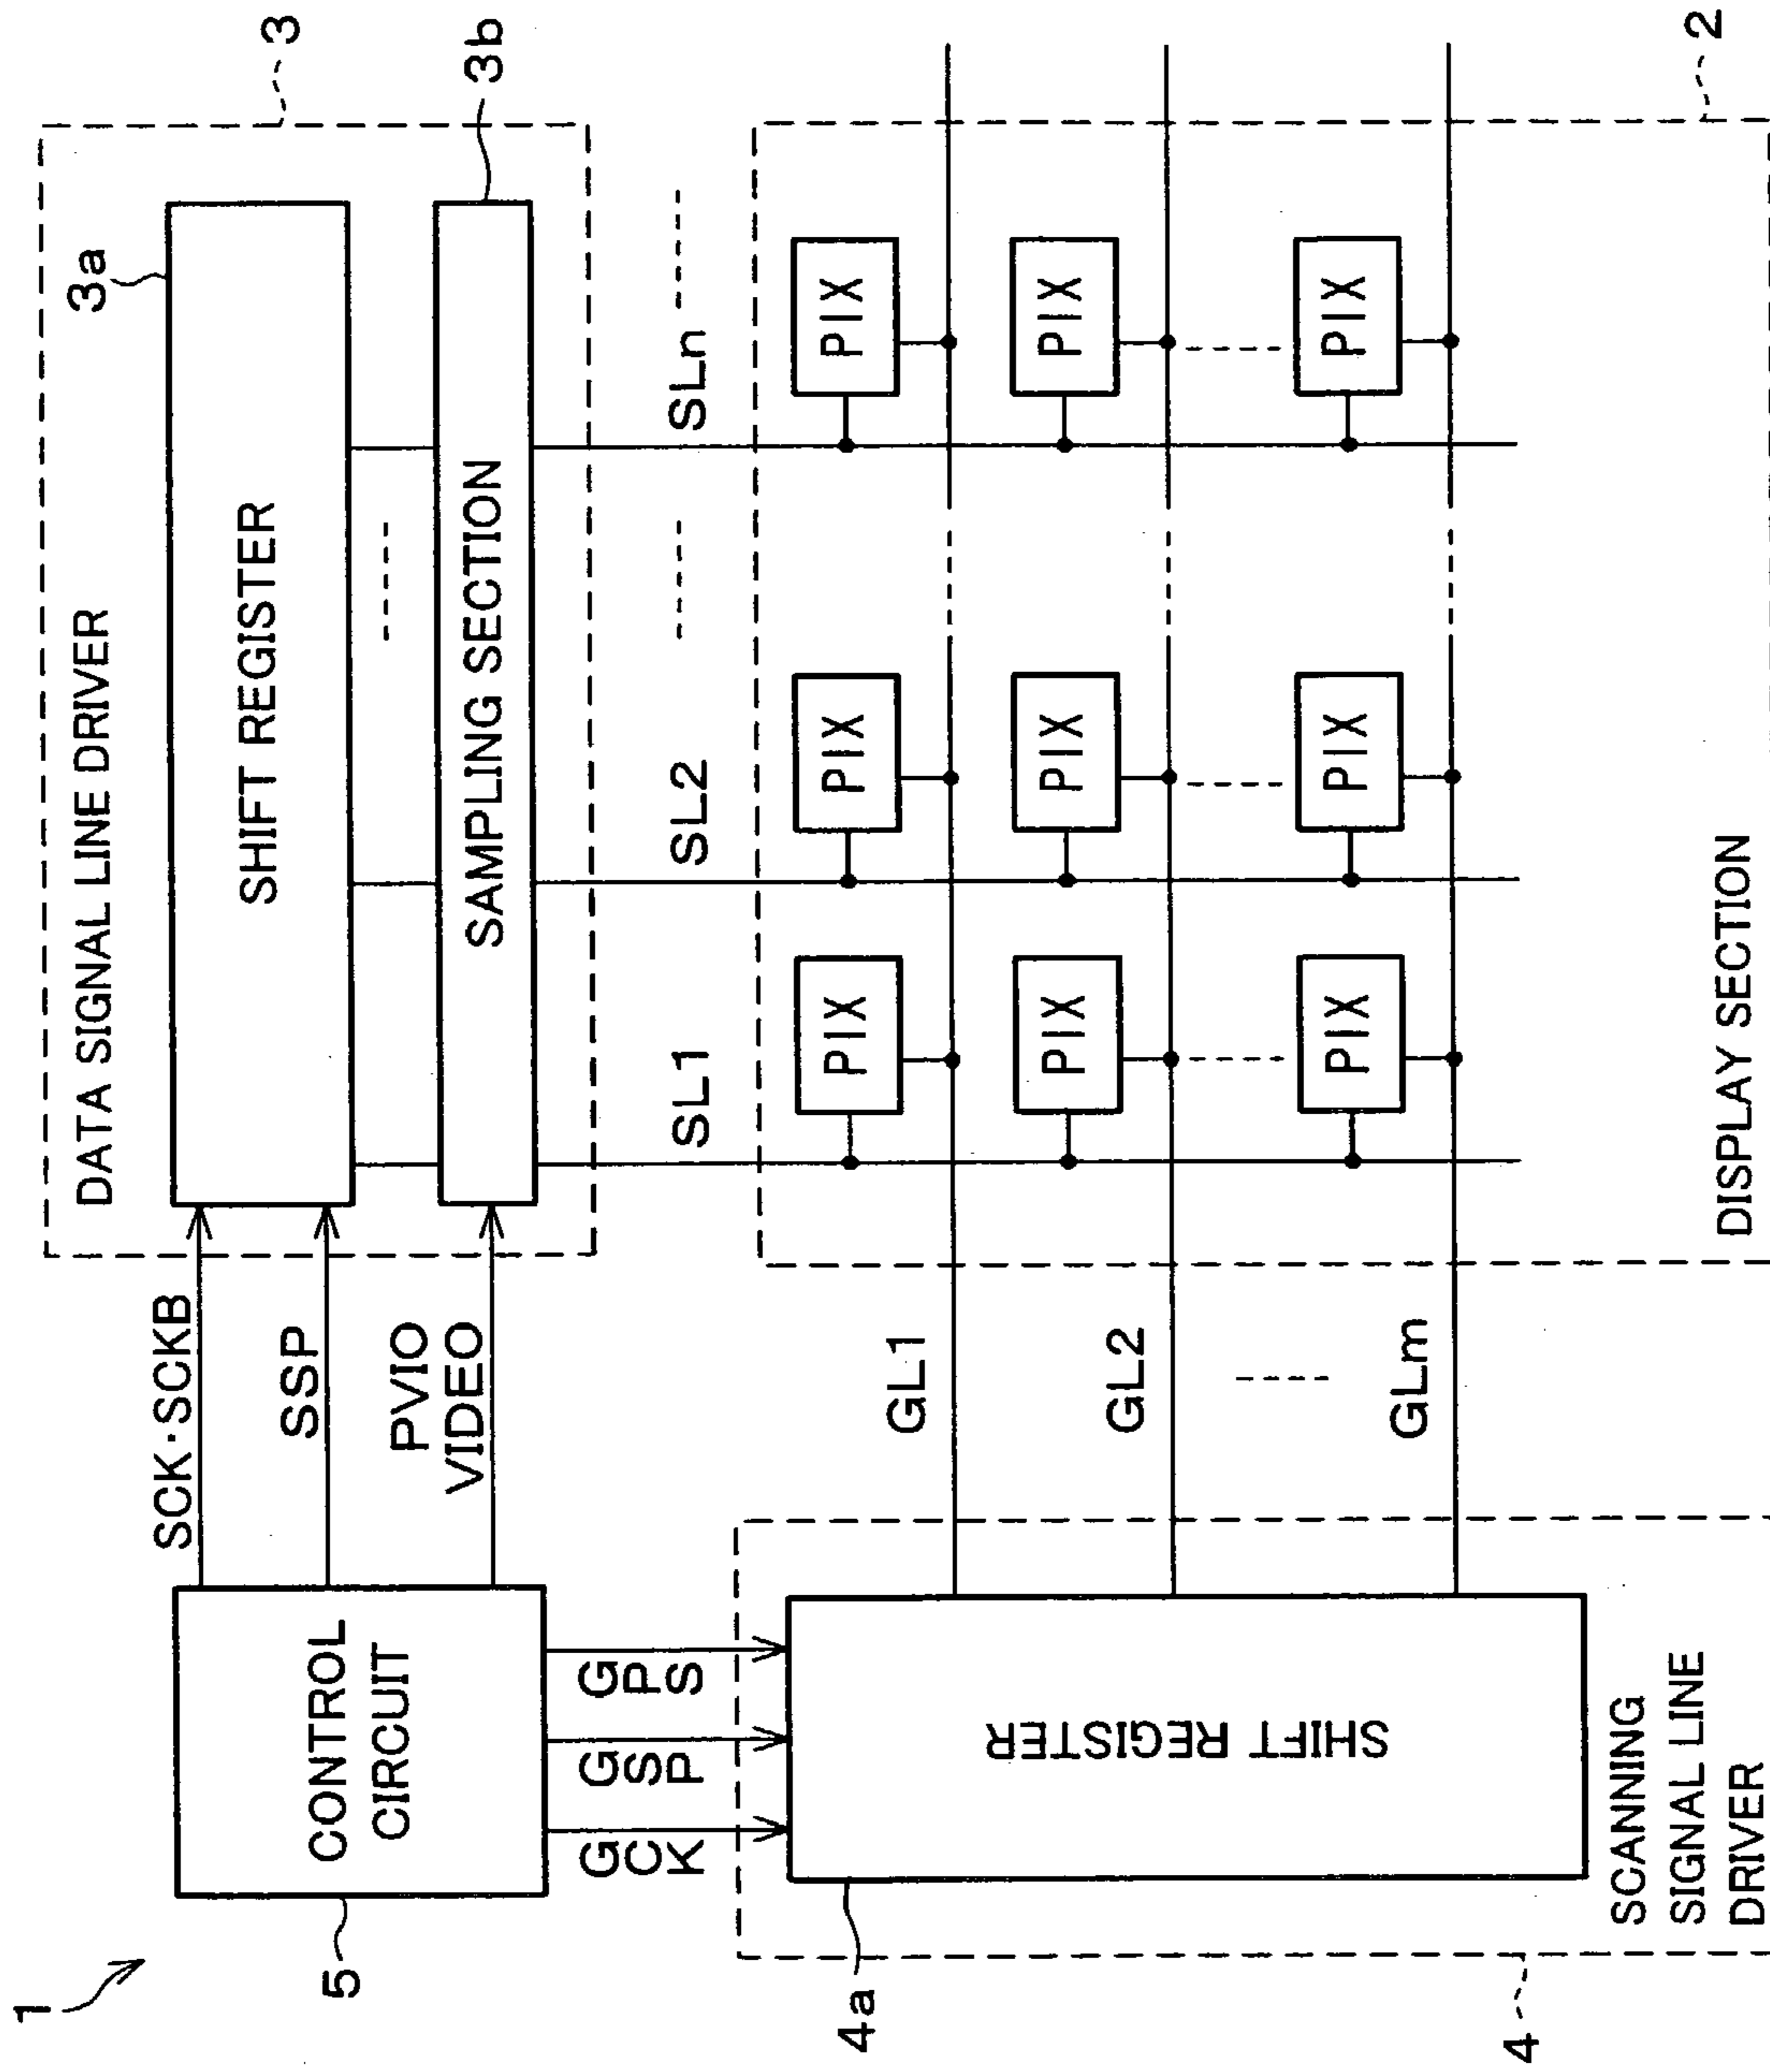 1
CONTROL
CIRCUIT
5
SCK·SCKB
SSP
PVIO
VIDEO
DATA SIGNAL LINE DRIVER
SHIFT REGISTER
3a
3
SAMPLING SECTION
3b
GCK
GSP
GPS
SL1
SL2
SLn
SHIFT REGISTER
4a
SCANNING
SIGNAL LINE
DRIVER
4
GL1
PIX
PIX
PIX
GL2
PIX
PIX
PIX
GLm
PIX
PIX
PIX
DISPLAY SECTION
2